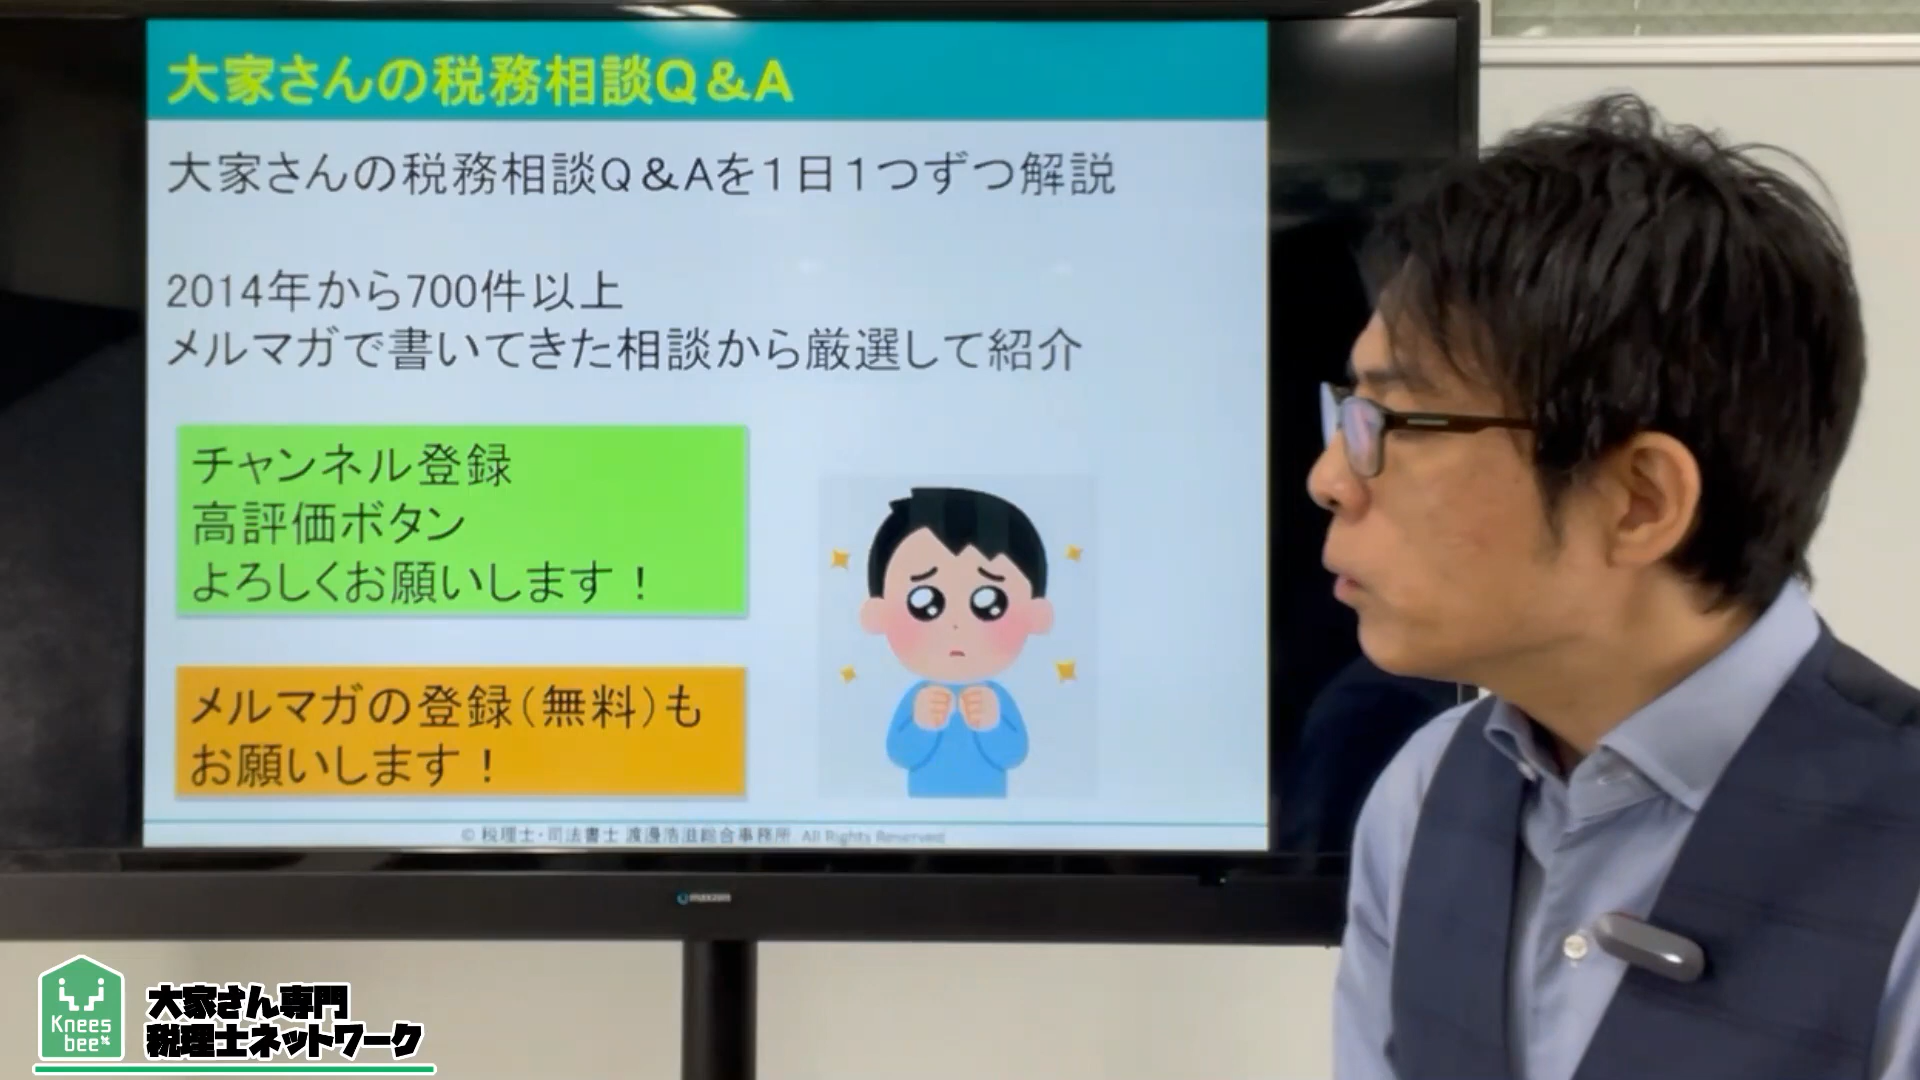 大家さんの税務相談Q＆A
大家さんの税務相談Q＆Aを１日１つずつ解説
2014年から700件以上
メルマガで書いてきた相談から厳選して紹介
チャンネル登録
高評価ボタン
よろしくお願いします！
メルマガの登録（無料）も
お願いします！
© 税理士・司法書士 渡邊浩滋総合事務所 All Rights Reserved
maxzen
Knees
bee
大家さん専門
税理士ネットワーク